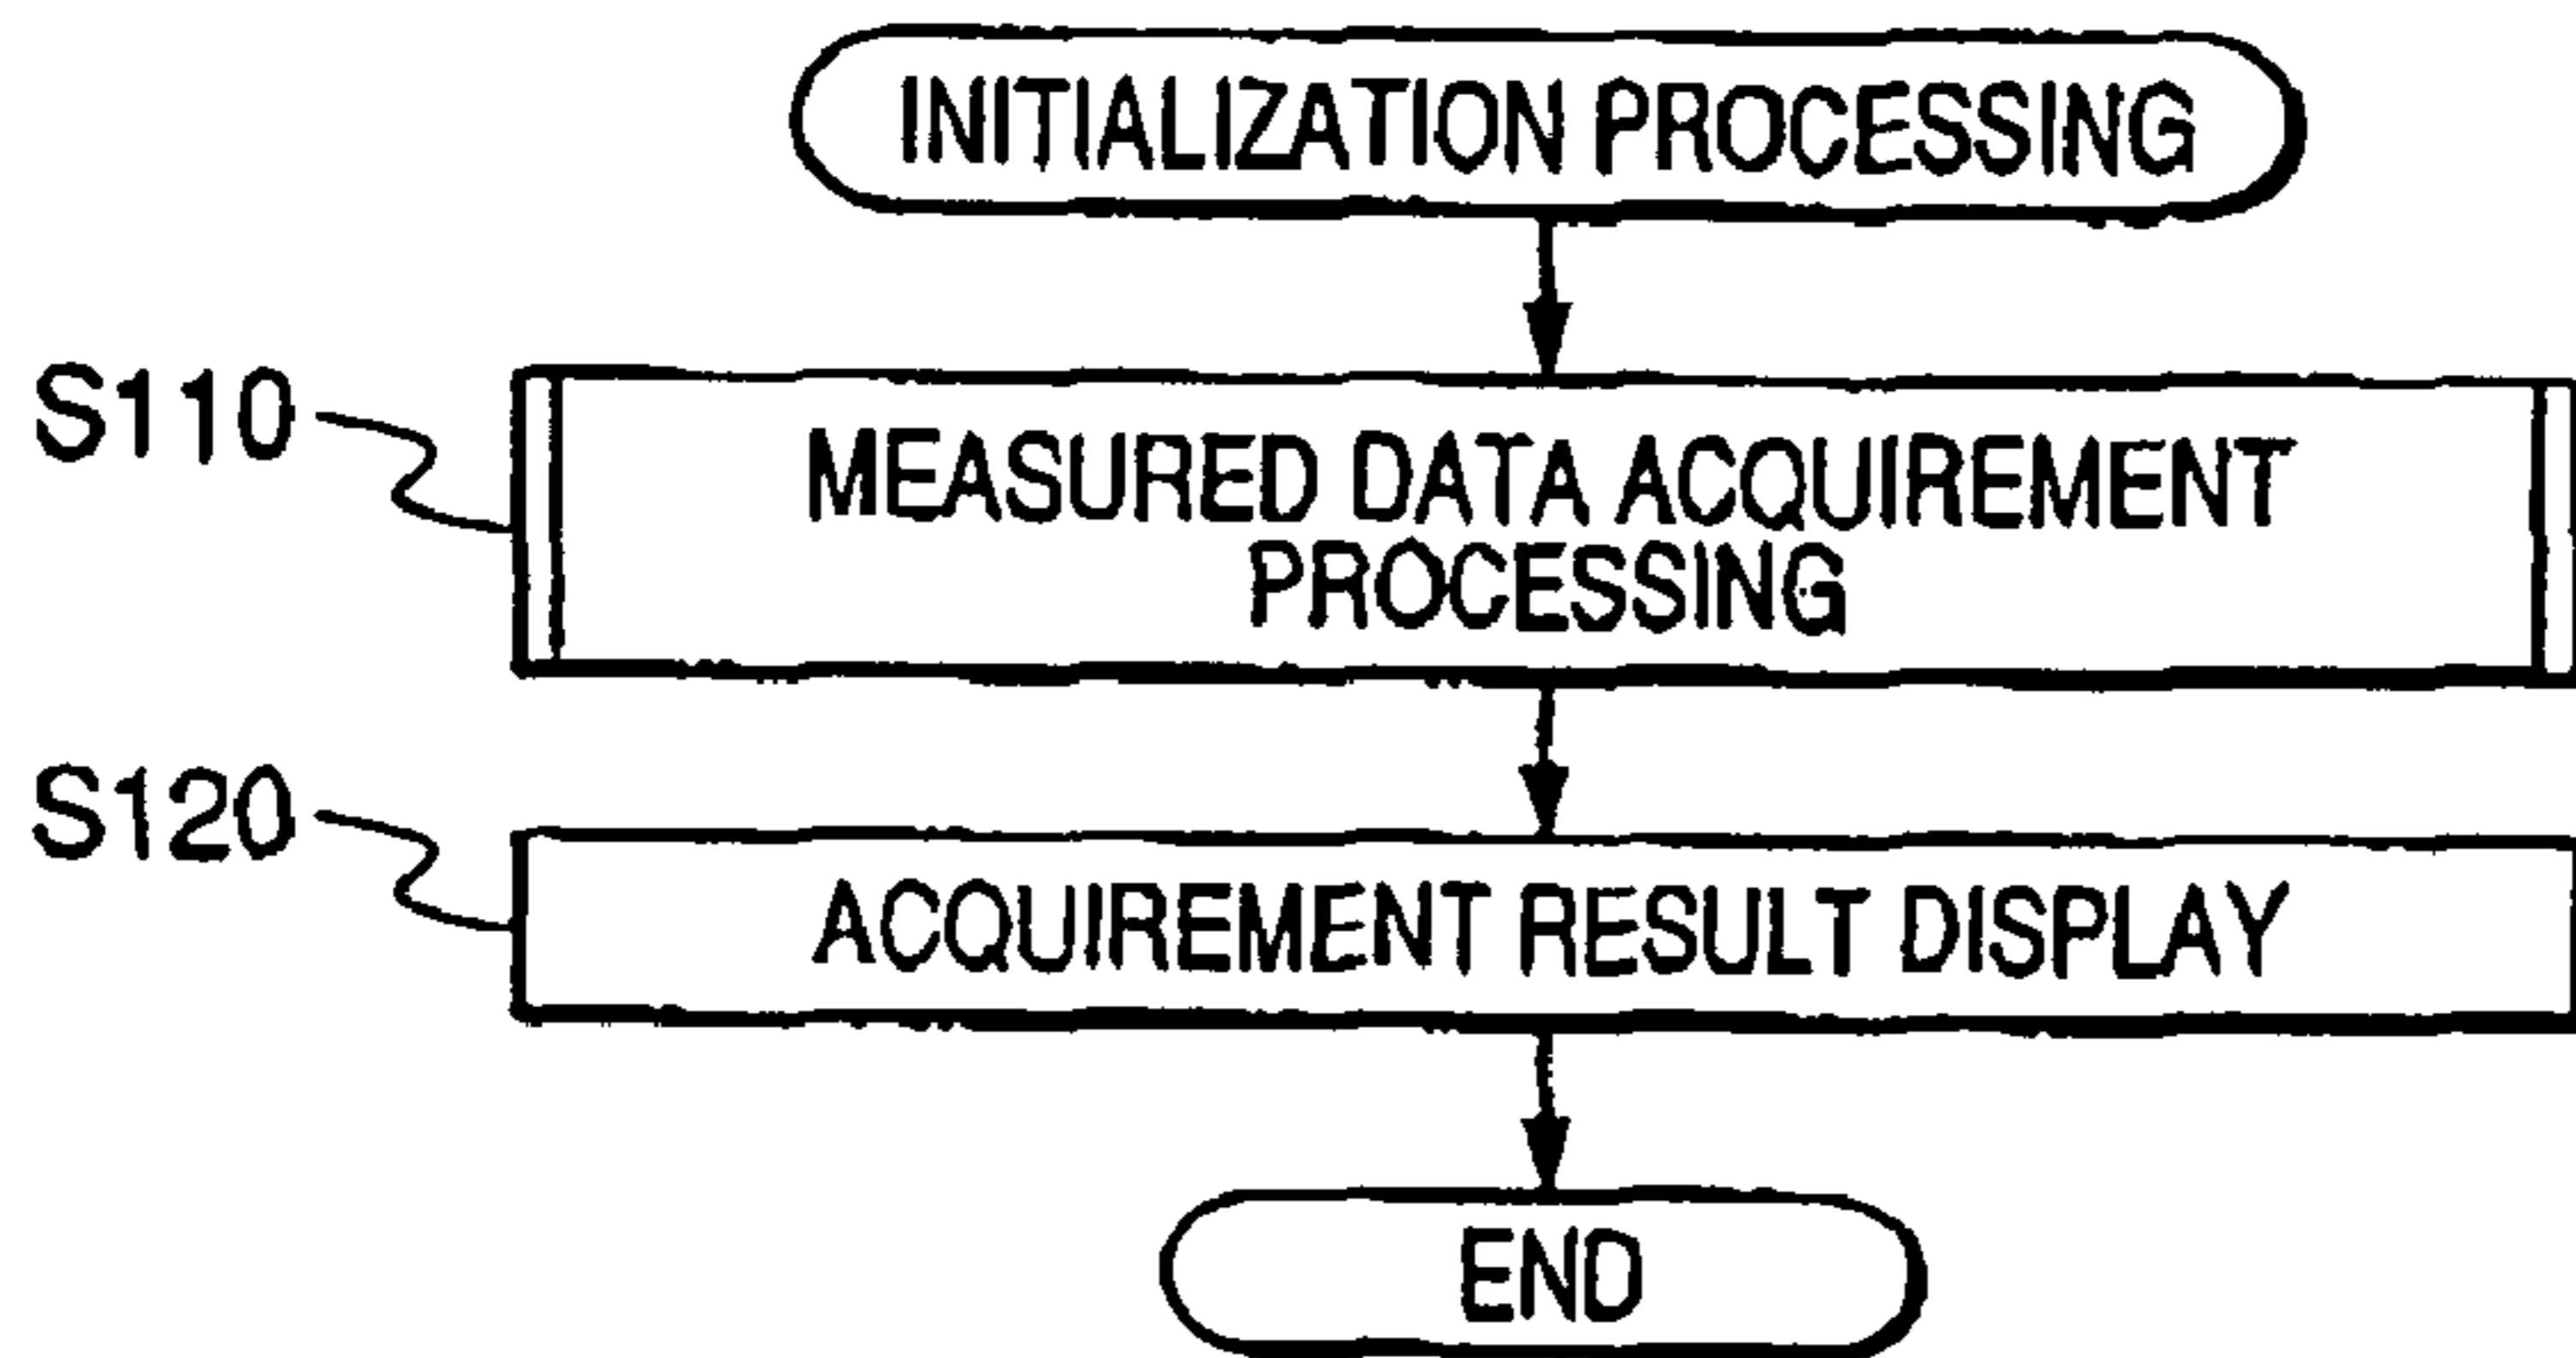 INITIALIZATION PROCESSING
S110
MEASURED DATA ACQUIREMENT
PROCESSING
S120
ACQUIREMENT RESULT DISPLAY
END